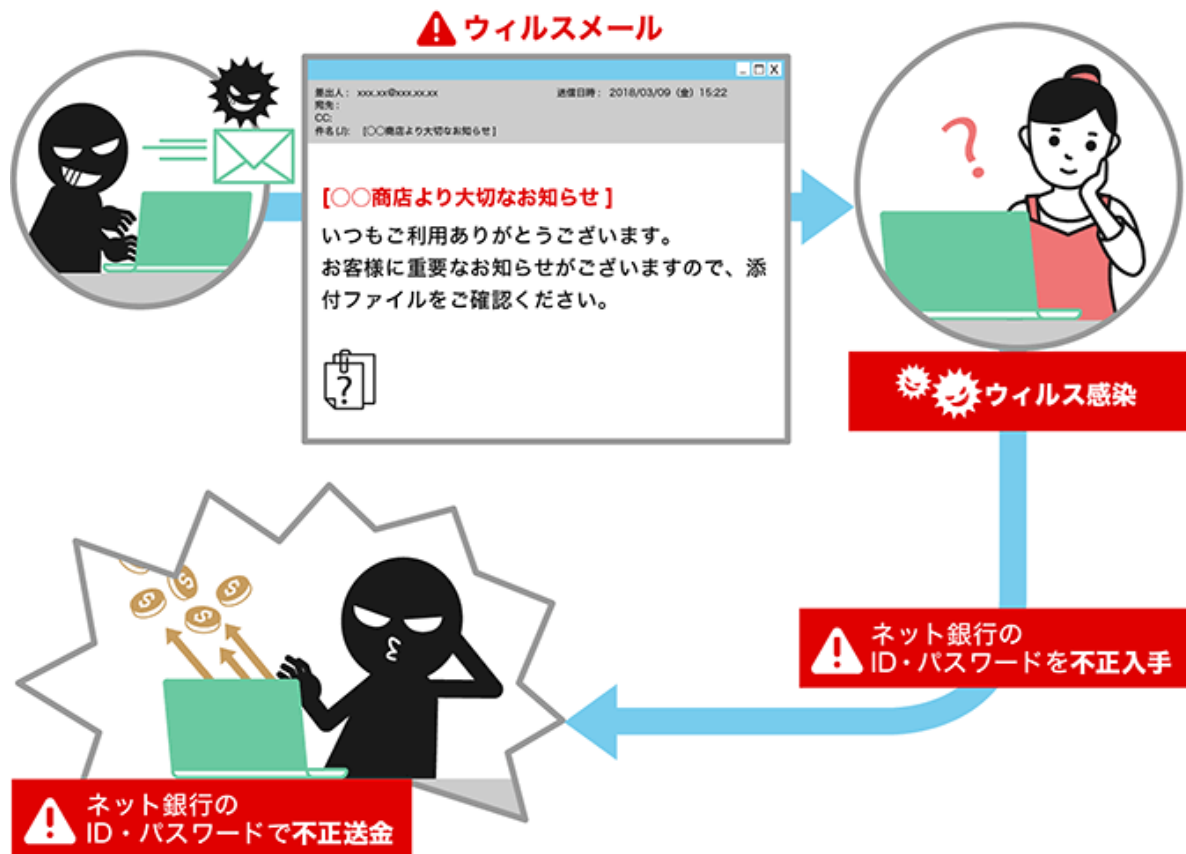 ウィルスメール
差出人： xxx.xx@xxx.xx.xx
送信日時： 2018/03/09（金）15:22
宛先：
CC:
件名(J): [〇〇商店より大切なお知らせ]
[〇〇商店より大切なお知らせ]
いつもご利用ありがとうございます。
お客様に重要なお知らせがございますので、添
付ファイルをご確認ください。
?
?
ウィルス感染
ネット銀行の
ID・パスワードを不正入手
ネット銀行の
ID・パスワードで不正送金